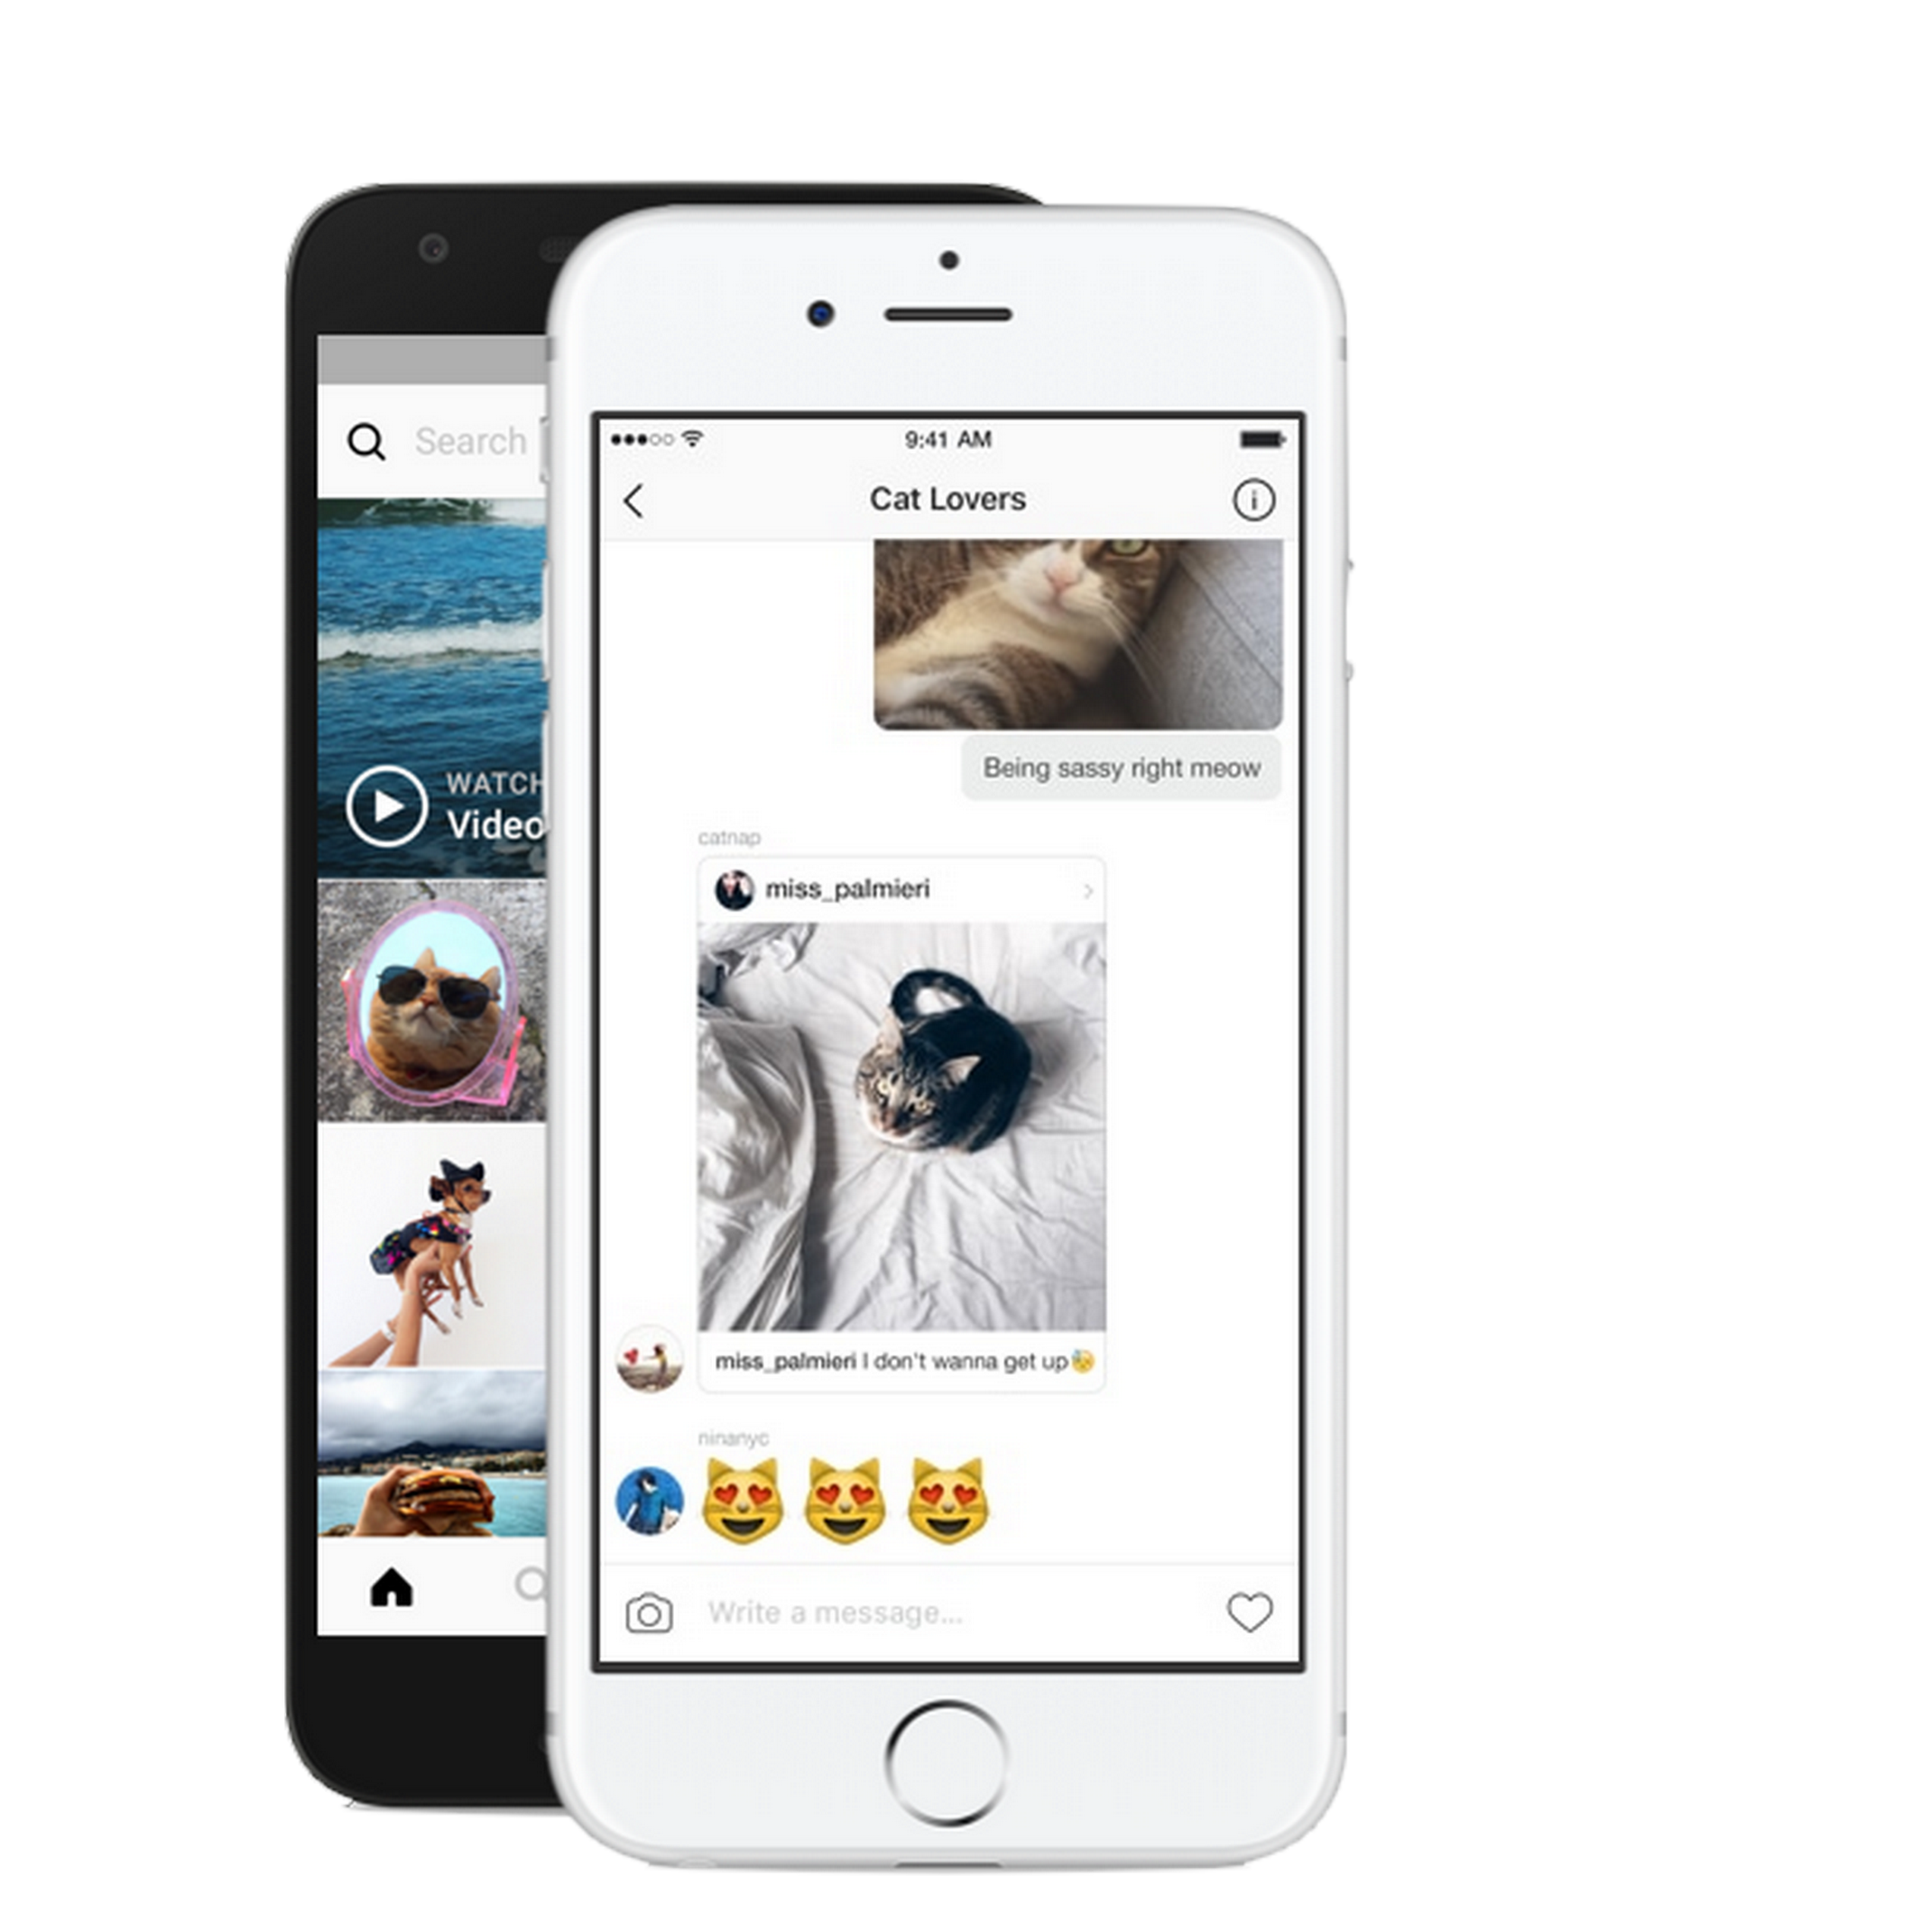 Search
WATCH
Video
9:41 AM
Cat Lovers
Being sassy right meow
catnap
miss_palmieri
miss_palmieri I don't wanna get up
ninanyc
Write a message...